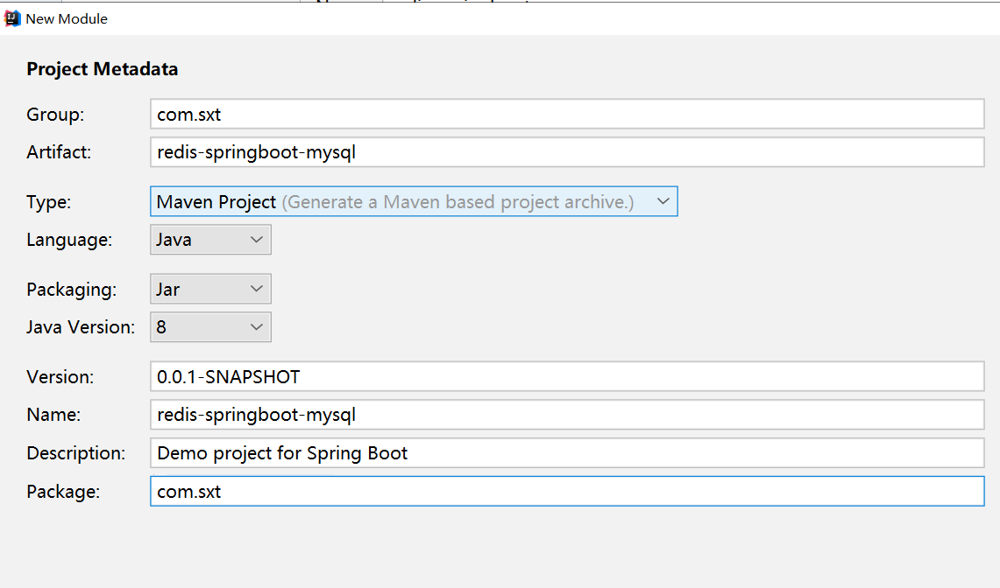 New Module
Project Metadata
Group: com.sxt
Artifact: redis-springboot-mysql
Type: Maven Project (Generate a Maven based project archive.)
Language: Java
Packaging: Jar
Java Version: 8
Version: 0.0.1-SNAPSHOT
Name: redis-springboot-mysql
Description: Demo project for Spring Boot
Package: com.sxt